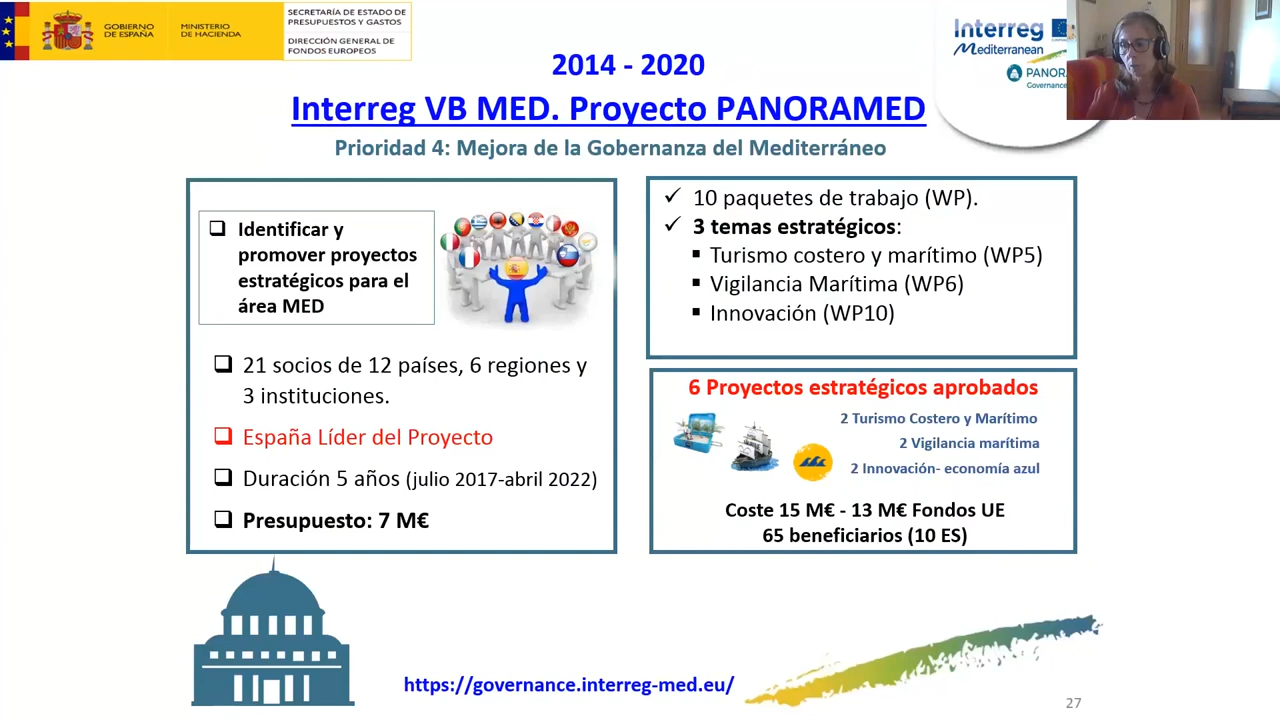 GOBIERNO
DE ESPAÑA
MINISTERIO
DE HACIENDA
SECRETARÍA DE ESTADO DE
PRESUPUESTOS Y GASTOS
DIRECCIÓN GENERAL DE
FONDOS EUROPEOS
Interreg
Mediterranean
2014 - 2020
Interreg VB MED. Proyecto PANORAMED
Prioridad 4: Mejora de la Gobernanza del Mediterráneo
Identificar y
promover proyectos
estratégicos para el
área MED
21 socios de 12 países, 6 regiones y
3 instituciones.
España Líder del Proyecto
Duración 5 años (julio 2017-abril 2022)
Presupuesto: 7 M€
10 paquetes de trabajo (WP).
3 temas estratégicos:
Turismo costero y marítimo (WP5)
Vigilancia Marítima (WP6)
Innovación (WP10)
6 Proyectos estratégicos aprobados
2 Turismo Costero y Marítimo
2 Vigilancia marítima
2 Innovación- economía azul
Coste 15 M€ - 13 M€ Fondos UE
65 beneficiarios (10 ES)
https://governance.interreg-med.eu/
27